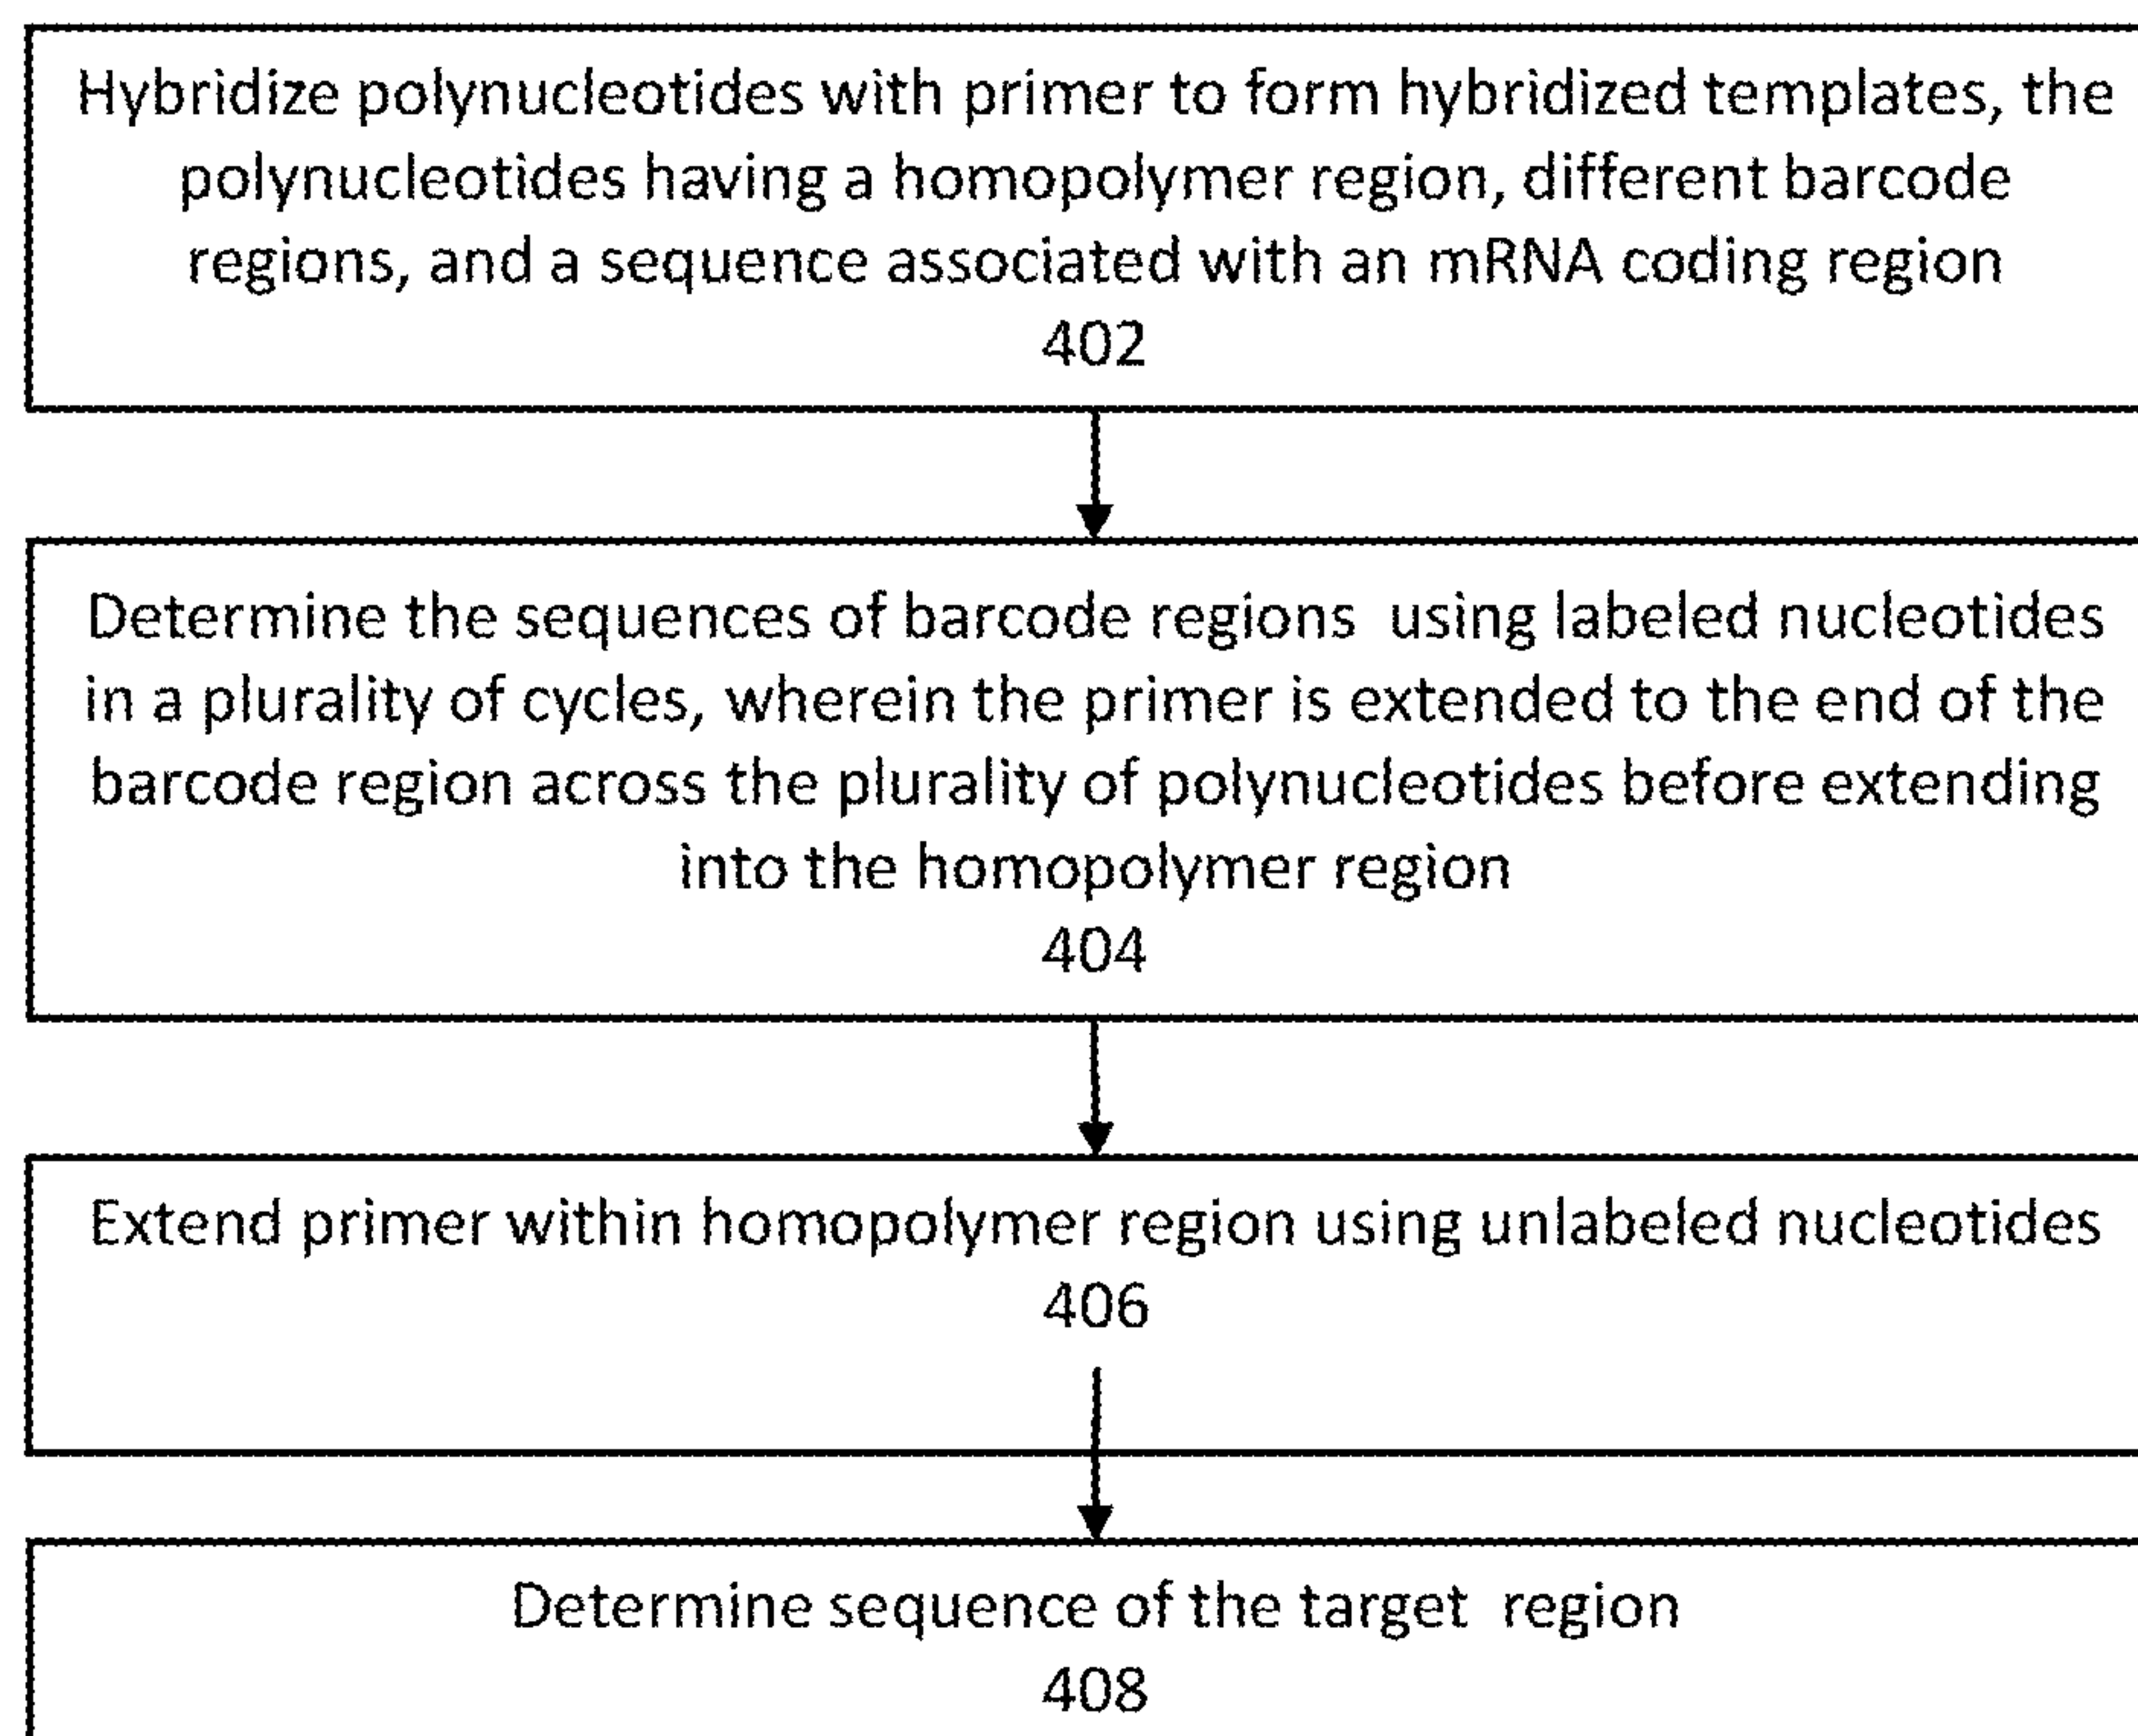 Hybridize polynucleotides with primer to form hybridized templates, the
polynucleotides having a homopolymer region, different barcode
regions, and a sequence associated with an mRNA coding region
402
Determine the sequences of barcode regions using labeled nucleotides
in a plurality of cycles, wherein the primer is extended to the end of the
barcode region across the plurality of polynucleotides before extending
into the homopolymer region
404
Extend primer within homopolymer region using unlabeled nucleotides
406
Determine sequence of the target region
408